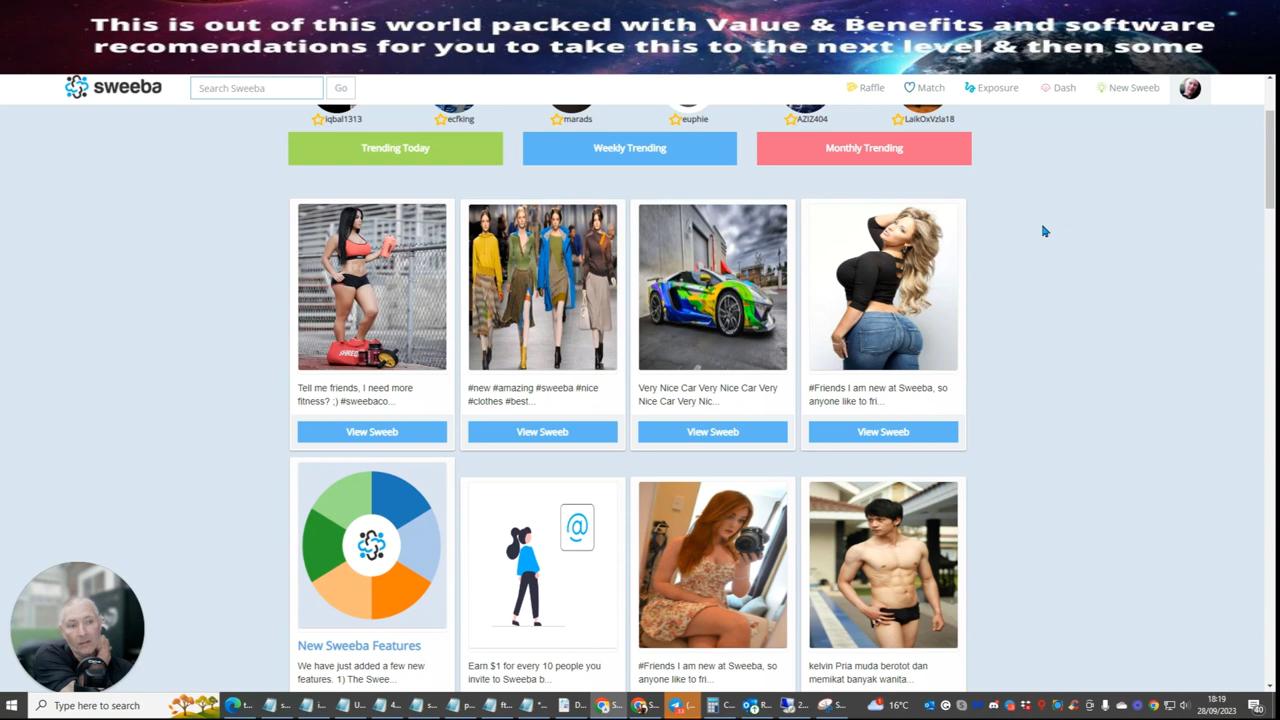 This is out of this world packed with Value & Benefits and software
recomendations for you to take this to the next level & then some
sweeba
Search Sweeba
Go
Raffle
Match
Exposure
Dash
New Sweeb
iqbal1313
ecfking
marads
euphie
AZIZ404
LaikOxVzla18
Trending Today
Weekly Trending
Monthly Trending
SHRED
Tell me friends, I need more
fitness? ;) #sweebaco...
View Sweeb
#new #amazing #sweeba #nice
#clothes #best...
View Sweeb
Very Nice Car Very Nice Car Very
Nice Car Very Nic...
View Sweeb
#Friends I am new at Sweeba, so
anyone like to fri...
View Sweeb
New Sweeba Features
We have just added a few new
features. 1) The Swee...
@
Earn $1 for every 10 people you
invite to Sweeba b...
#Friends I am new at Sweeba, so
anyone like to fri...
kelvin Pria muda berotot dan
memikat banyak wanita...
Type here to search
16°C
18:19
28/09/2023
40